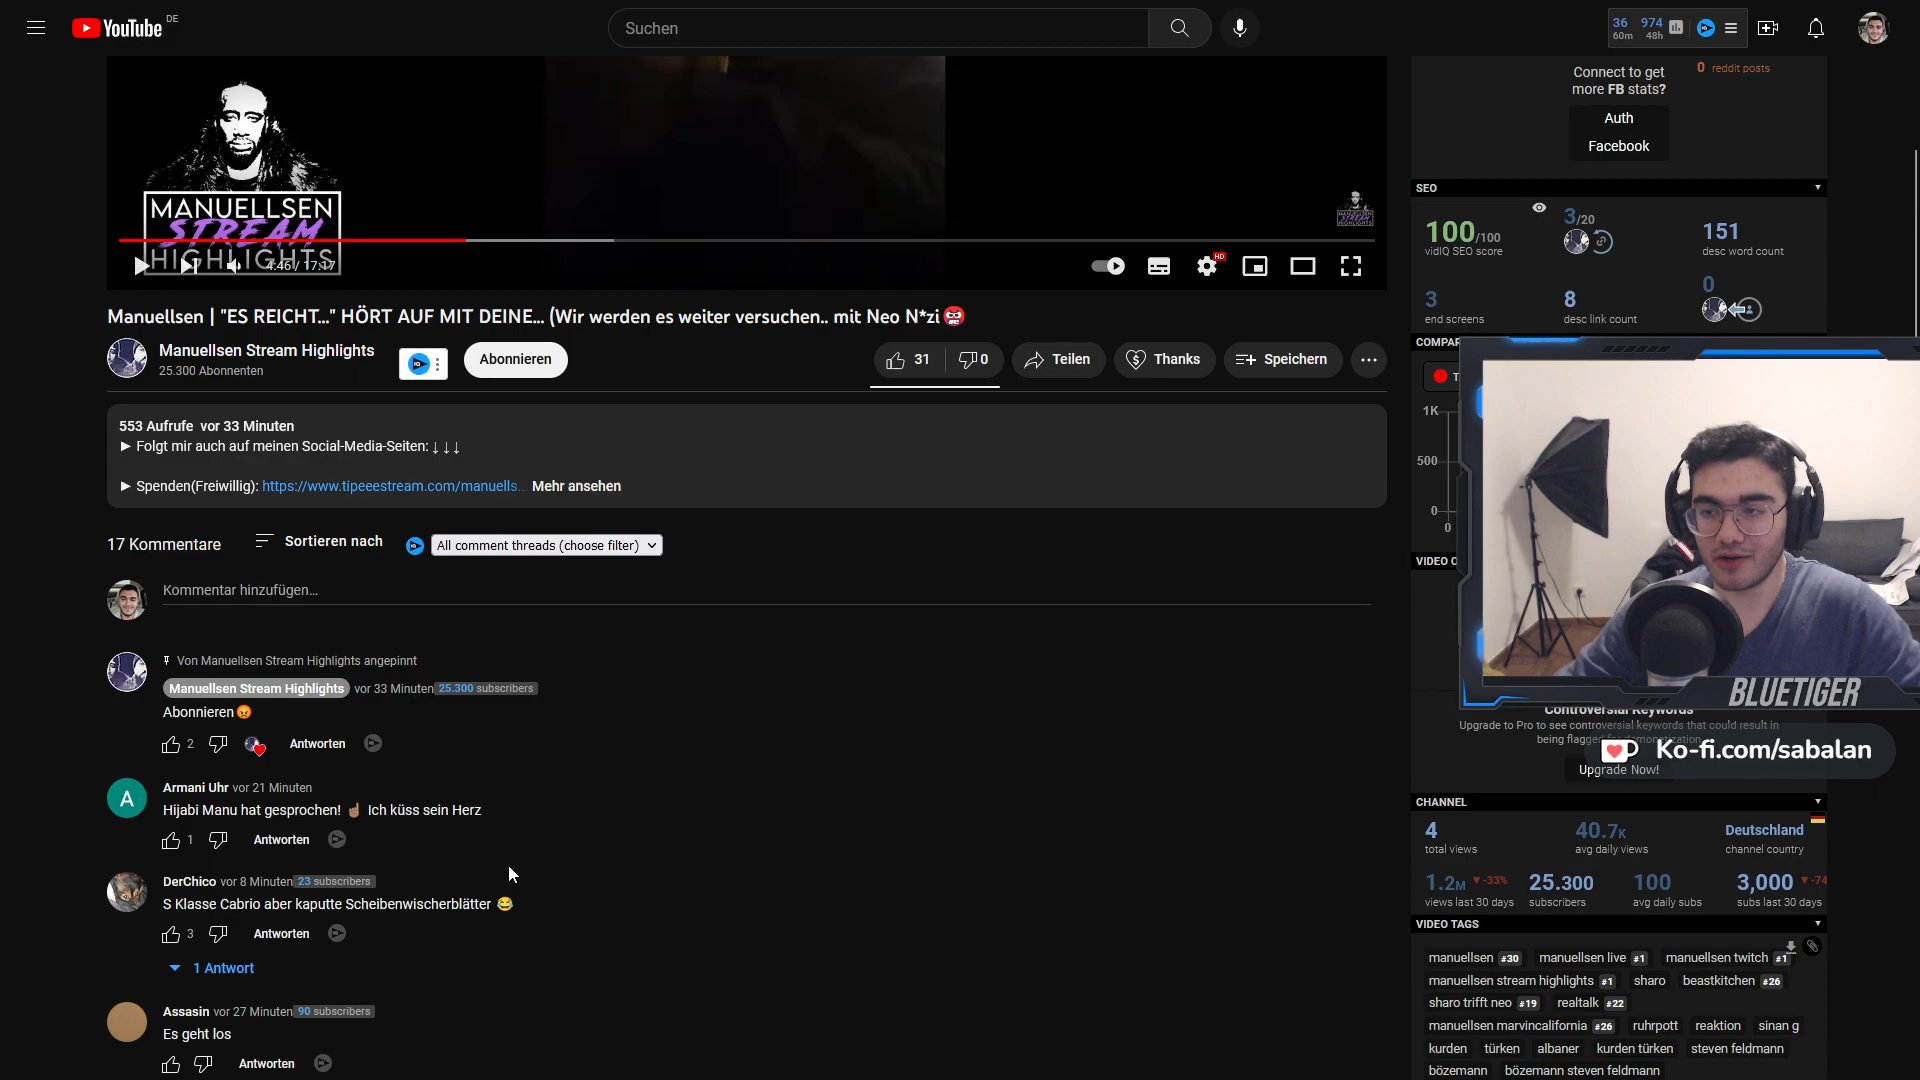 YouTube DE
Suchen
36 974
60m 48h
MANUELLSEN
STREAM
HIGHLIGHTS
MANUELLSEN
STREAM
HIGHLIGHTS
4:46 / 17:17
HD
Manuellsen | "ES REICHT..." HÖRT AUF MIT DEINE... (Wir werden es weiter versuchen.. mit Neo N*zi
Manuellsen Stream Highlights
25.300 Abonnenten
Abonnieren
31
0
Teilen
Thanks
Speichern
553 Aufrufe vor 33 Minuten
► Folgt mir auch auf meinen Social-Media-Seiten: ↓↓↓
► Spenden(Freiwillig): https://www.tipeeestream.com/manuells... Mehr ansehen
17 Kommentare
Sortieren nach
All comment threads (choose filter)
Kommentar hinzufügen...
Von Manuellsen Stream Highlights angepinnt
Manuellsen Stream Highlights vor 33 Minuten 25.300 subscribers
Abonnieren😡
2 Antworten
A
Armani Uhr vor 21 Minuten
Hijabi Manu hat gesprochen! ☝🏽 Ich küss sein Herz
1 Antworten
DerChico vor 8 Minuten 23 subscribers
S Klasse Cabrio aber kaputte Scheibenwischerblätter 😂
3 Antworten
1 Antwort
Assasin vor 27 Minuten 90 subscribers
Es geht los
Antworten
Connect to get
more FB stats?
Auth
Facebook
0 reddit posts
SEO
100/100
vidIQ SEO score
3/20
151
desc word count
3
end screens
8
desc link count
0
COMPAR
T
1K
500
0
0
VIDEO O
BLUETIGER
Controversial Keywords
Upgrade to Pro to see controversial keywords that could result in
being flagged for demonetization
Ko-fi.com/sabalan
Upgrade Now!
CHANNEL
4
total views
40.7K
avg daily views
Deutschland
channel country
1.2M -33%
views last 30 days
25.300
subscribers
100
avg daily subs
3,000 -74
subs last 30 days
VIDEO TAGS
manuellsen #30 manuellsen live #1 manuellsen twitch #1
manuellsen stream highlights #1 sharo beastkitchen #26
sharo trifft neo #19 realtalk #22
manuellsen marvincalifornia #26 ruhrpott reaktion sinan g
kurden türken albaner kurden türken steven feldmann
bözemann bözemann steven feldmann